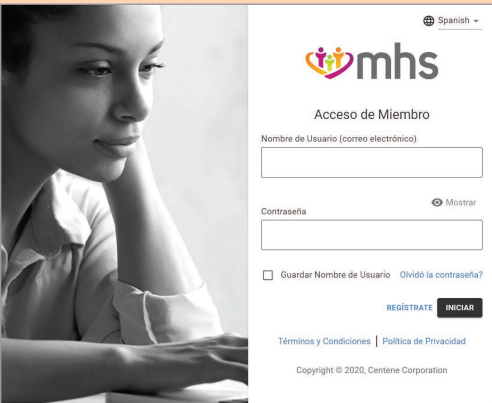 Spanish
mhs
Acceso de Miembro
Nombre de Usuario (correo electrónico)
Mostrar
Contraseña
Guardar Nombre de Usuario Olvidó la contraseña?
REGÍSTRATE INICIAR
Términos y Condiciones | Política de Privacidad
Copyright © 2020, Centene Corporation